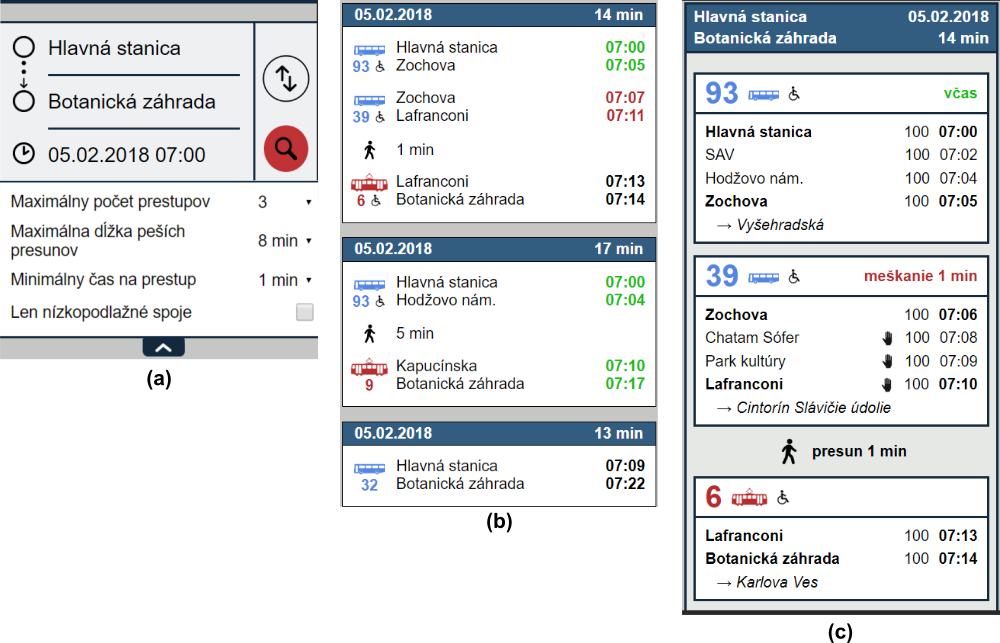 Hlavná stanica
Botanická záhrada
05.02.2018 07:00
Maximálny počet prestupov 3
Maximálna dĺžka peších
presunov 8 min
Minimálny čas na prestup 1 min
Len nízkopodlažné spoje
(a)
05.02.2018 14 min
Hlavná stanica 07:00
93 Zochova 07:05
Zochova 07:07
39 Lafranconi 07:11
1 min
Lafranconi 07:13
6 Botanická záhrada 07:14
05.02.2018 17 min
Hlavná stanica 07:00
93 Hodžovo nám. 07:04
5 min
Kapucínska 07:10
9 Botanická záhrada 07:17
05.02.2018 13 min
Hlavná stanica 07:09
32 Botanická záhrada 07:22
(b)
Hlavná stanica 05.02.2018
Botanická záhrada 14 min
93 včas
Hlavná stanica 100 07:00
SAV 100 07:02
Hodžovo nám. 100 07:04
Zochova 100 07:05
→ Vyšehradská
39 meškanie 1 min
Zochova 100 07:06
Chatam Sófer 100 07:08
Park kultúry 100 07:09
Lafranconi 100 07:10
→ Cintorín Slávičie údolie
presun 1 min
6
Lafranconi 100 07:13
Botanická záhrada 100 07:14
→ Karlova Ves
(c)